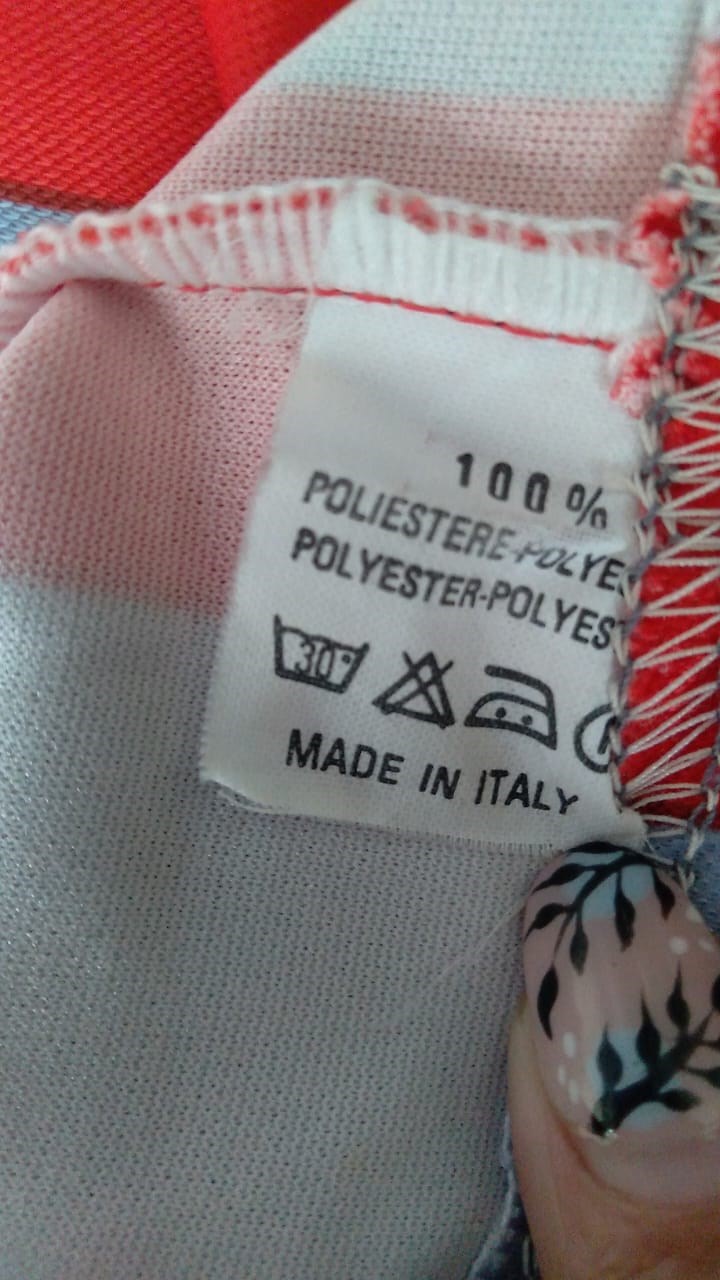 100%
POLIESTERE-POLYE
POLYESTER-POLYES
30°
MADE IN ITALY